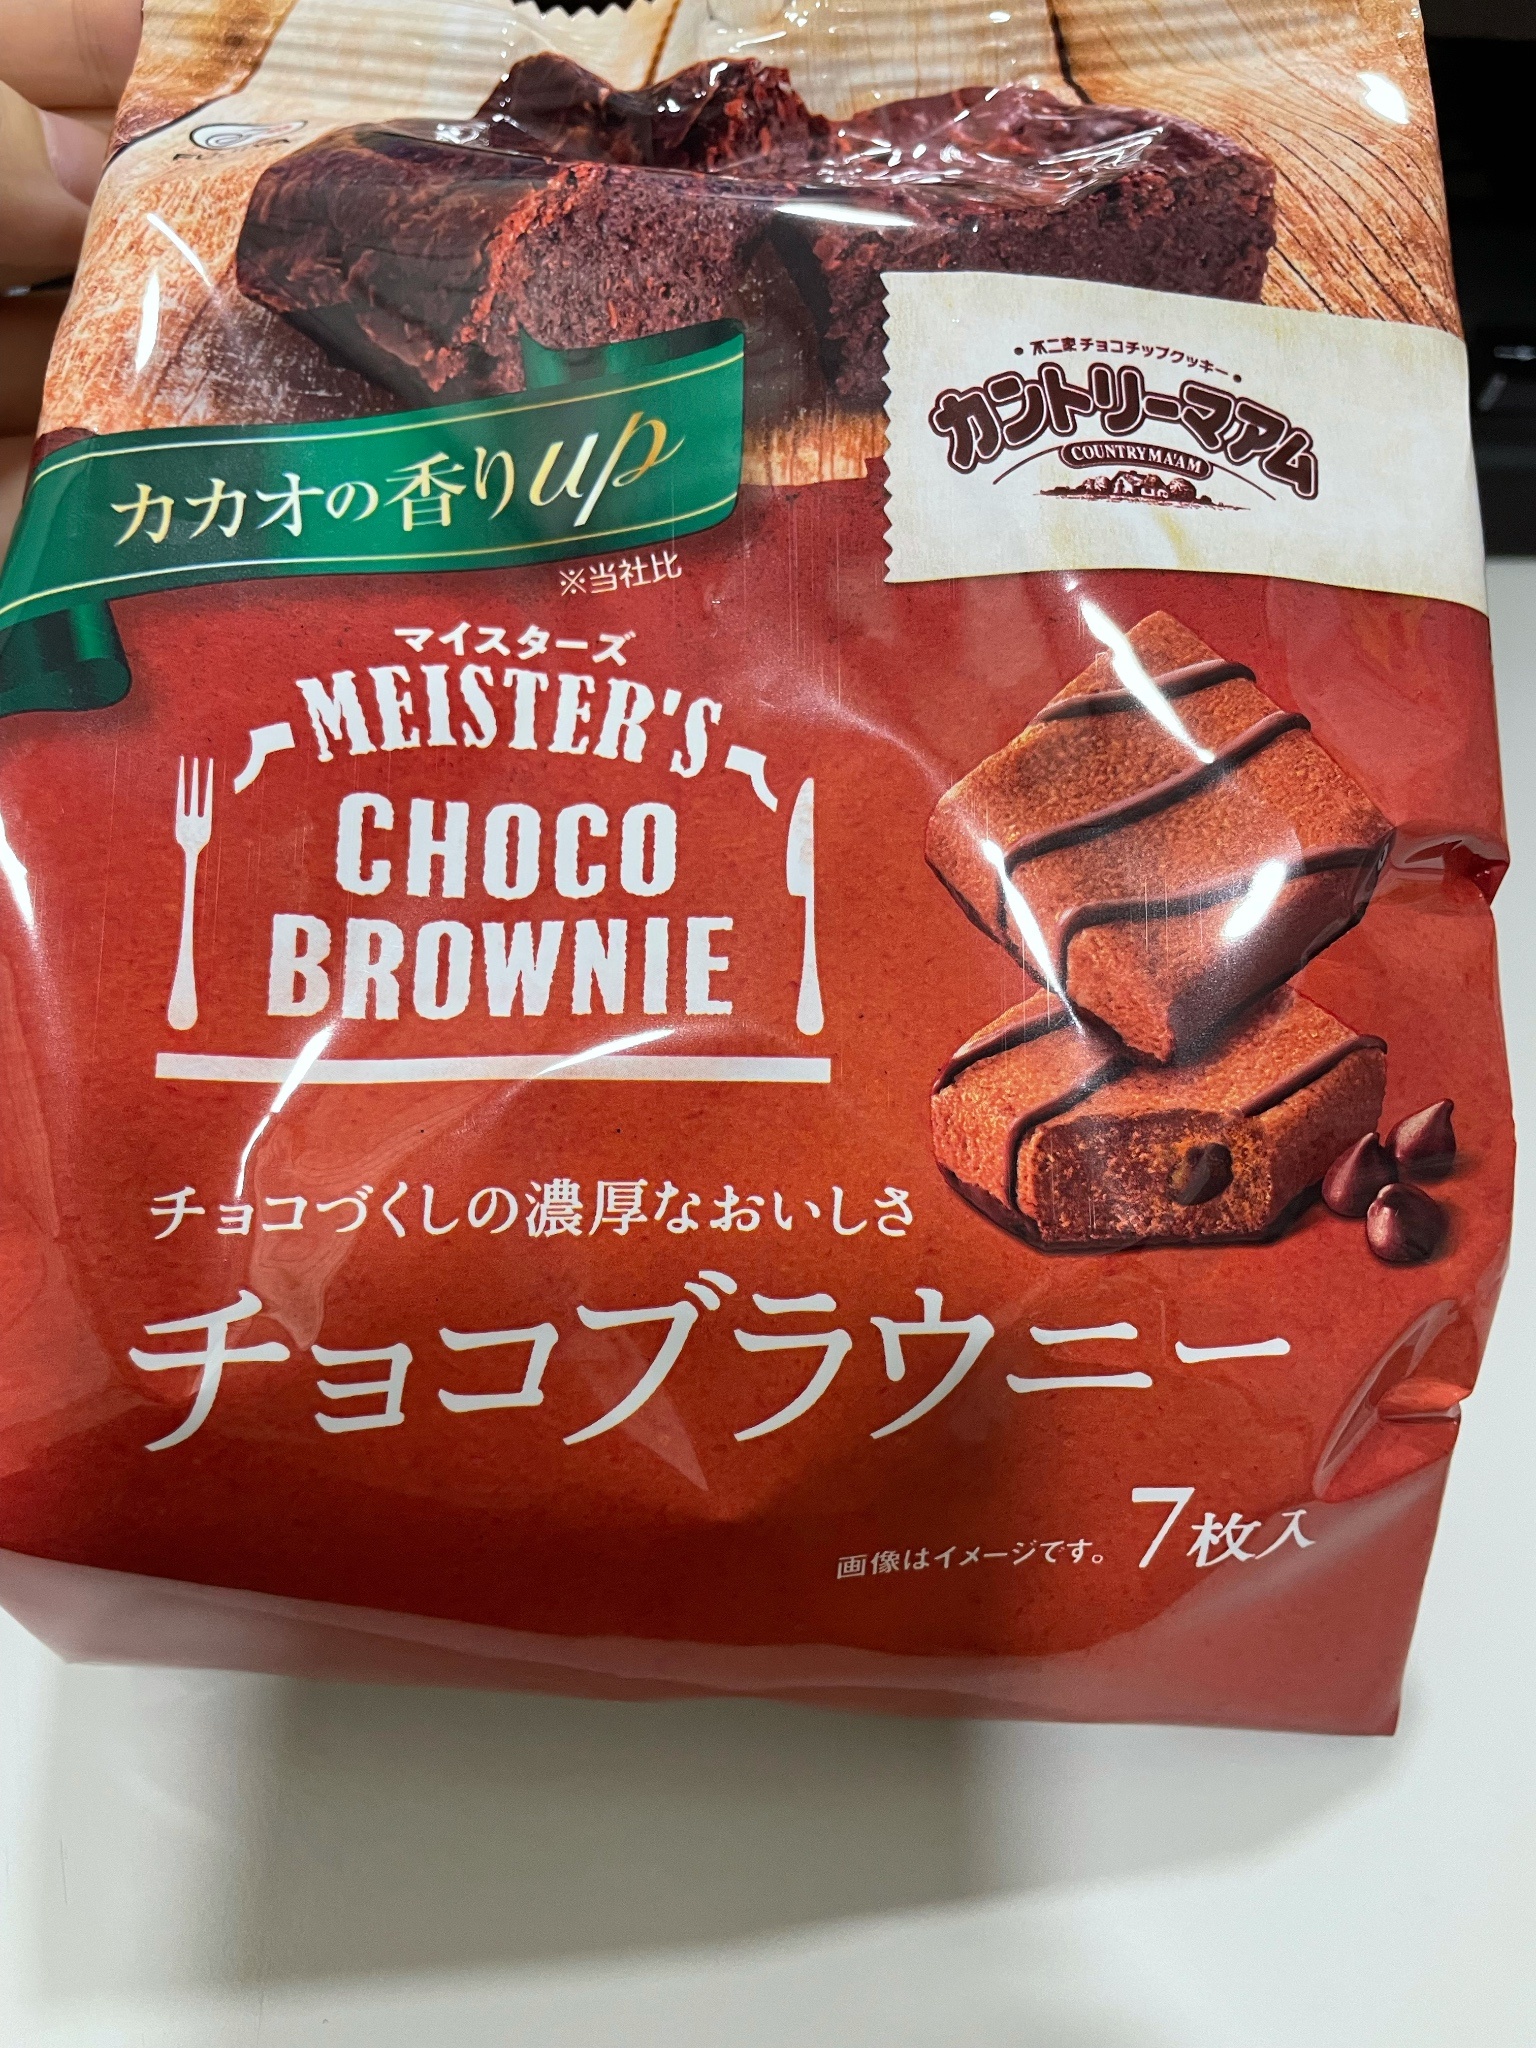 不二家チョコチップクッキー
カントリーマアム
COUNTRY MA'AM
カカオの香りup
※当社比
マイスターズ
MEISTER'S
CHOCO
BROWNIE
チョコづくしの濃厚なおいしさ
チョコブラウニー
画像はイメージです。 7枚入